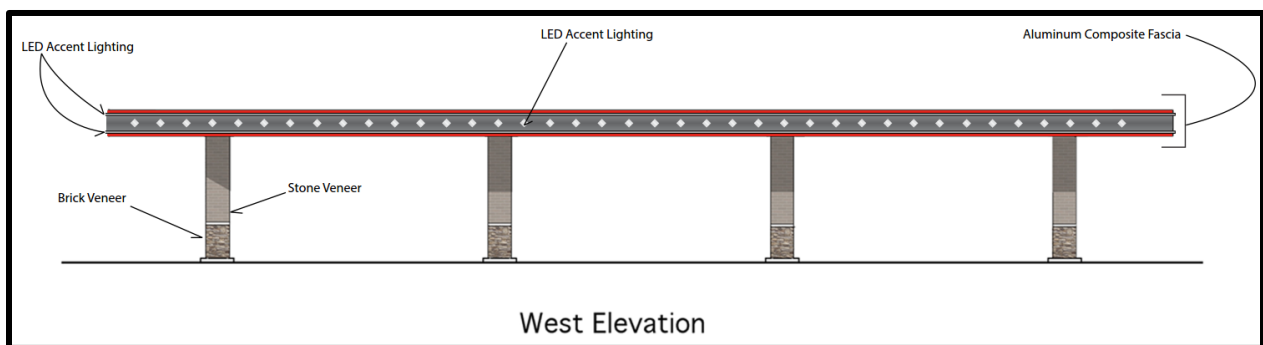 LED Accent Lighting
LED Accent Lighting
Aluminum Composite Fascia
Stone Veneer
Brick Veneer
West Elevation